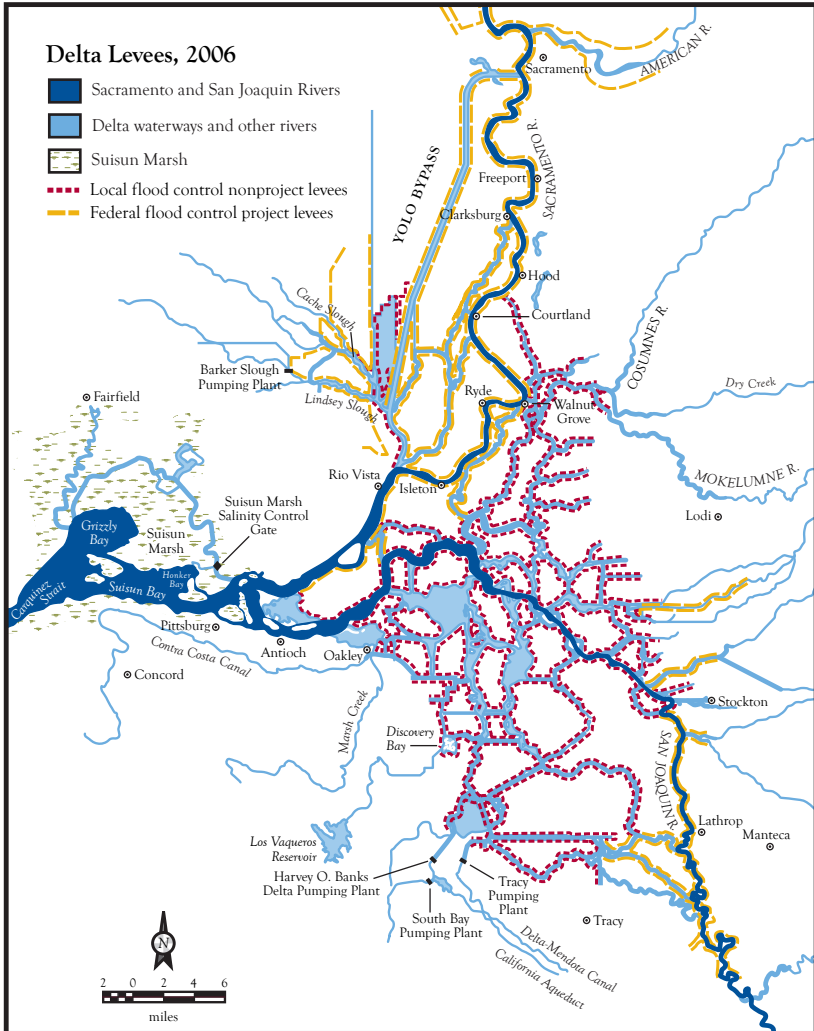 Delta Levees, 2006
Sacramento and San Joaquin Rivers
Delta waterways and other rivers
Suisun Marsh
Local flood control nonproject levees
Federal flood control project levees
AMERICAN R.
Sacramento
SACRAMENTO R.
YOLO BYPASS
Freeport
Clarksburg
Hood
Courtland
Cache Slough
COSUMNES R.
Barker Slough
Pumping Plant
Lindsey Slough
Ryde
Walnut
Grove
Dry Creek
Fairfield
MOKELUMNE R.
Rio Vista
Isleton
Lodi
Suisun Marsh
Salinity Control
Gate
Grizzly
Bay
Suisun
Marsh
Honker
Bay
Suisun Bay
Carquinez
Strait
Pittsburg
Antioch
Oakley
Contra Costa Canal
Concord
Marsh Creek
Stockton
Discovery
Bay
SAN JOAQUIN R.
Lathrop
Manteca
Los Vaqueros
Reservoir
Harvey O. Banks
Delta Pumping Plant
Tracy
Pumping
Plant
South Bay
Pumping Plant
Tracy
Delta-Mendota Canal
California Aqueduct
N
2 0 2 4 6
miles